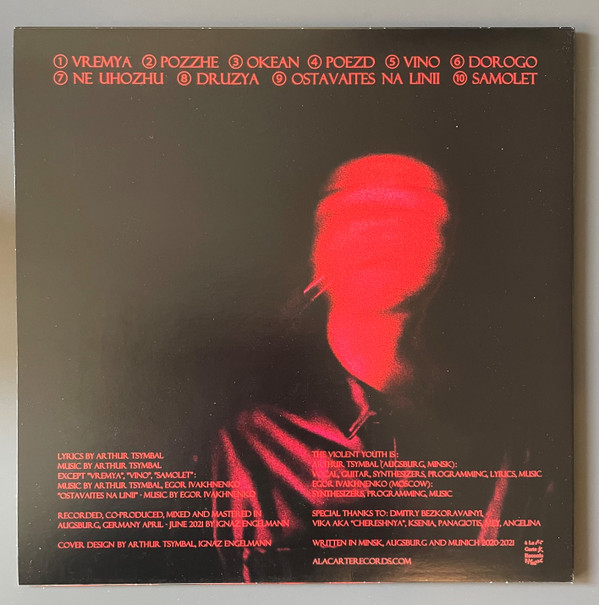 ① VREMYA ② POZZHE ③ OKEAN ④ POEZD ⑤ VINO ⑥ DOROGO
⑦ NE UHOZHU ⑧ DRUZYA ⑨ OSTAVAITES NA LINII ⑩ SAMOLET
LYRICS BY ARTHUR TSYMBAL
MUSIC BY ARTHUR TSYMBAL
EXCEPT "VREMYA", "VINO", "SAMOLET":
MUSIC BY ARTHUR TSYMBAL, EGOR IVAKHNENKO
"OSTAVAITES NA LINII" - MUSIC BY EGOR IVAKHNENKO
RECORDED, CO-PRODUCED, MIXED AND MASTERED IN
AUGSBURG, GERMANY APRIL - JUNE 2021 BY IGNAZ ENGELMANN
COVER DESIGN BY ARTHUR TSYMBAL, IGNAZ ENGELMANN
THE VIOLENT YOUTH IS:
ARTHUR TSYMBAL (AUGSBURG, MINSK):
VOCAL, GUITAR, SYNTHESIZERS, PROGRAMMING, LYRICS, MUSIC
EGOR IVAKHNENKO (MOSCOW):
SYNTHESIZERS, PROGRAMMING, MUSIC
SPECIAL THANKS TO: DMITRY BEZKORAVAINYI,
VIKA AKA "CHERESHNYA", KSENIA, PANAGIOTIS, ANGELINA
WRITTEN IN MINSK, AUGSBURG AND MUNICH 2020-2021
ALACARTERECORDS.COM